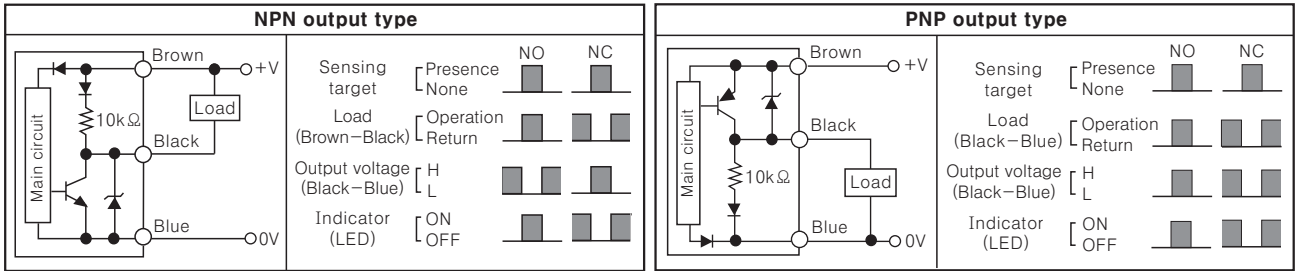 NPN output type
Brown
+V
Main circuit
10kΩ
Load
Black
Blue
0V
NO NC
Sensing target
Presence
None
Load
(Brown−Black)
Operation
Return
Output voltage
(Black−Blue)
H
L
Indicator
(LED)
ON
OFF
PNP output type
Brown
+V
Main circuit
Black
10kΩ
Load
Blue
0V
NO NC
Sensing target
Presence
None
Load
(Black−Blue)
Operation
Return
Output voltage
(Black−Blue)
H
L
Indicator
(LED)
ON
OFF